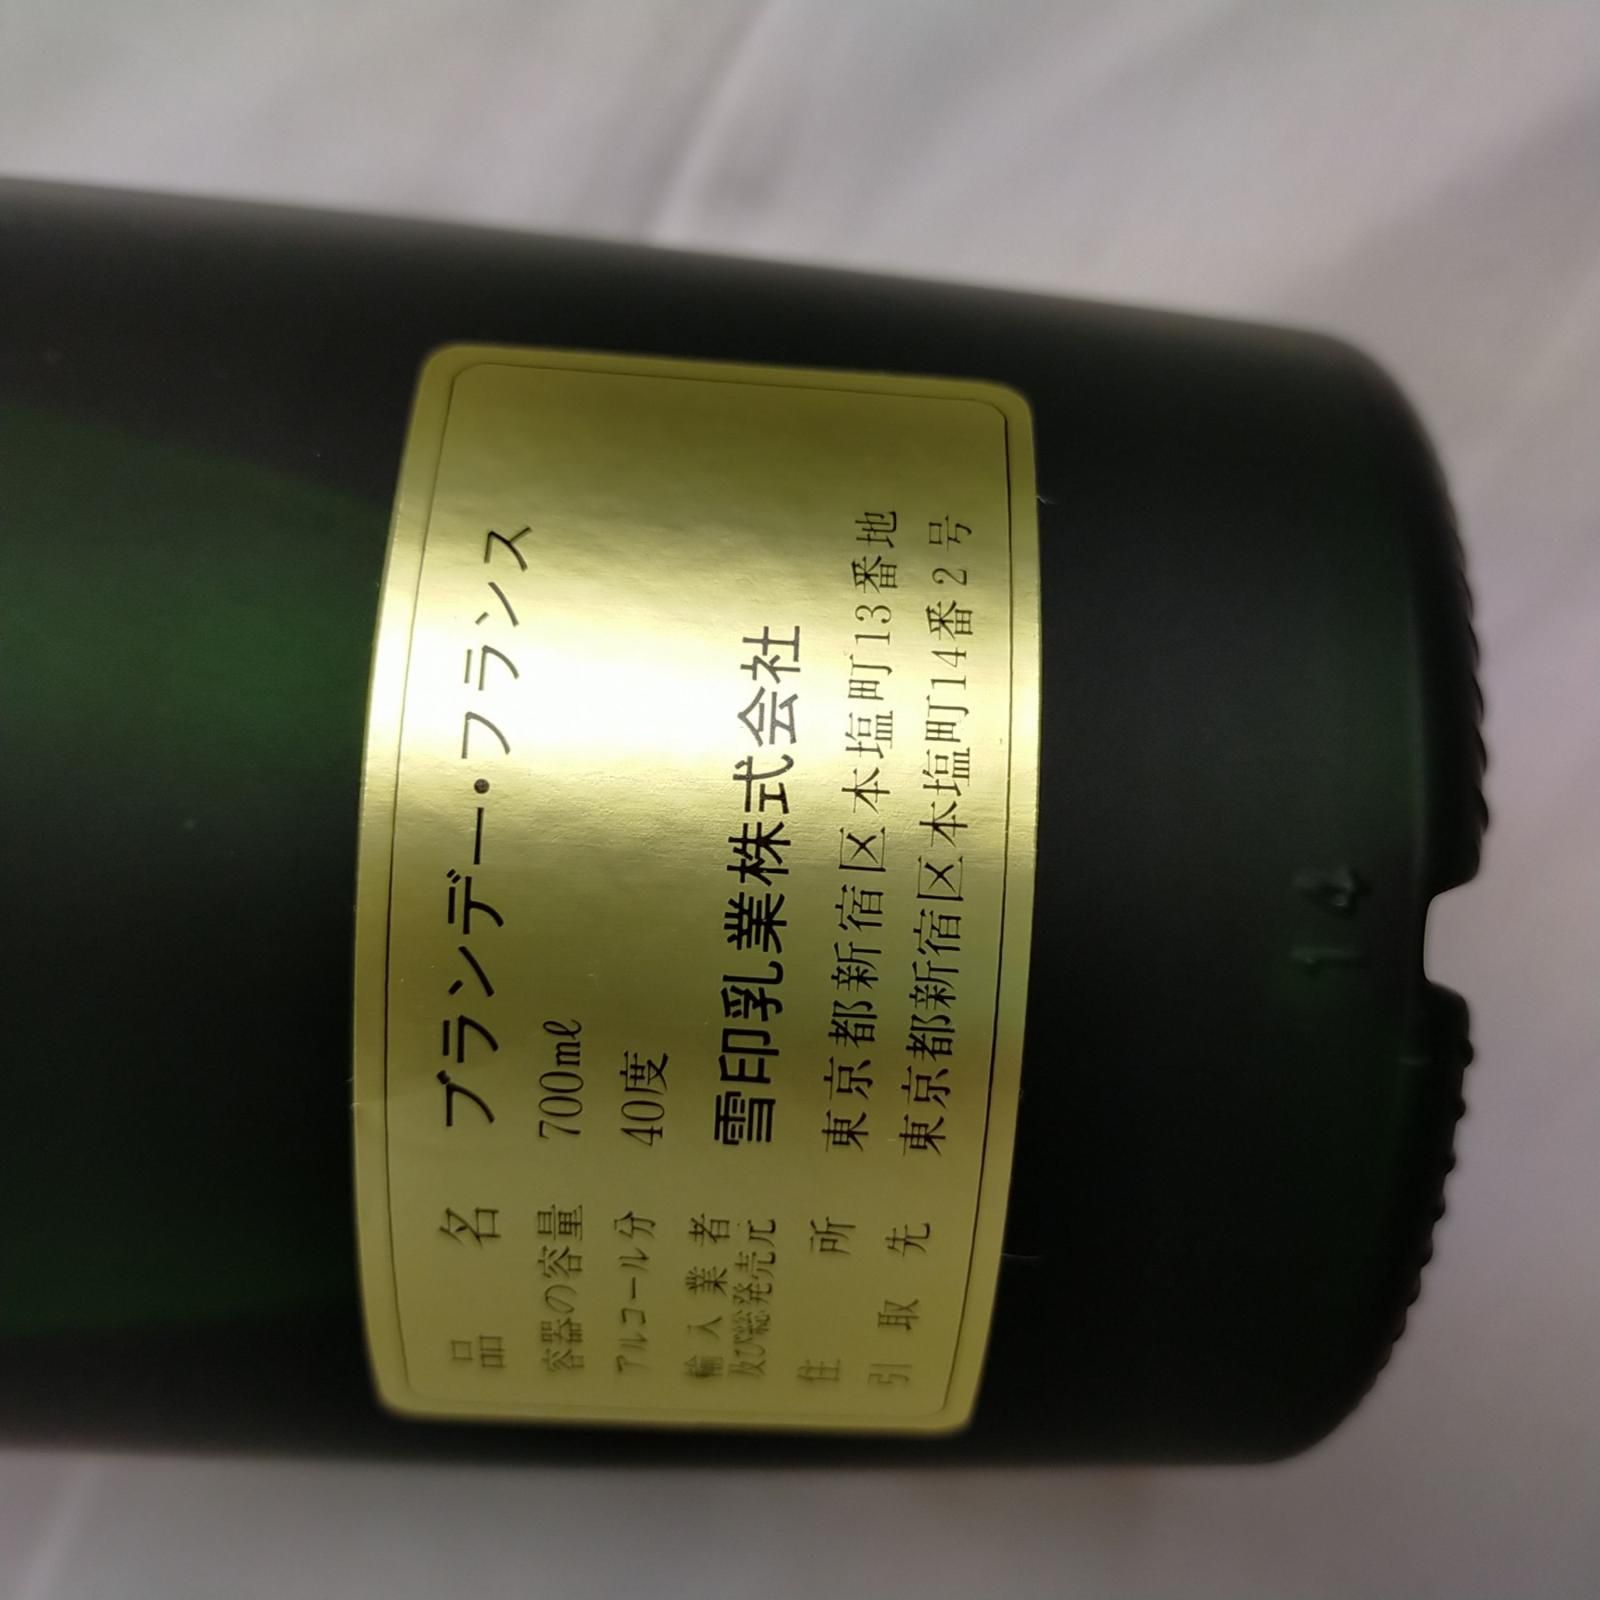 品名 ブランデー・フランス
容器の容量 700mℓ
アルコール分 40度
輸入業者
及び総発売元 雪印乳業株式会社
住所 東京都新宿区本塩町13番地
引取先 東京都新宿区本塩町14番2号
14